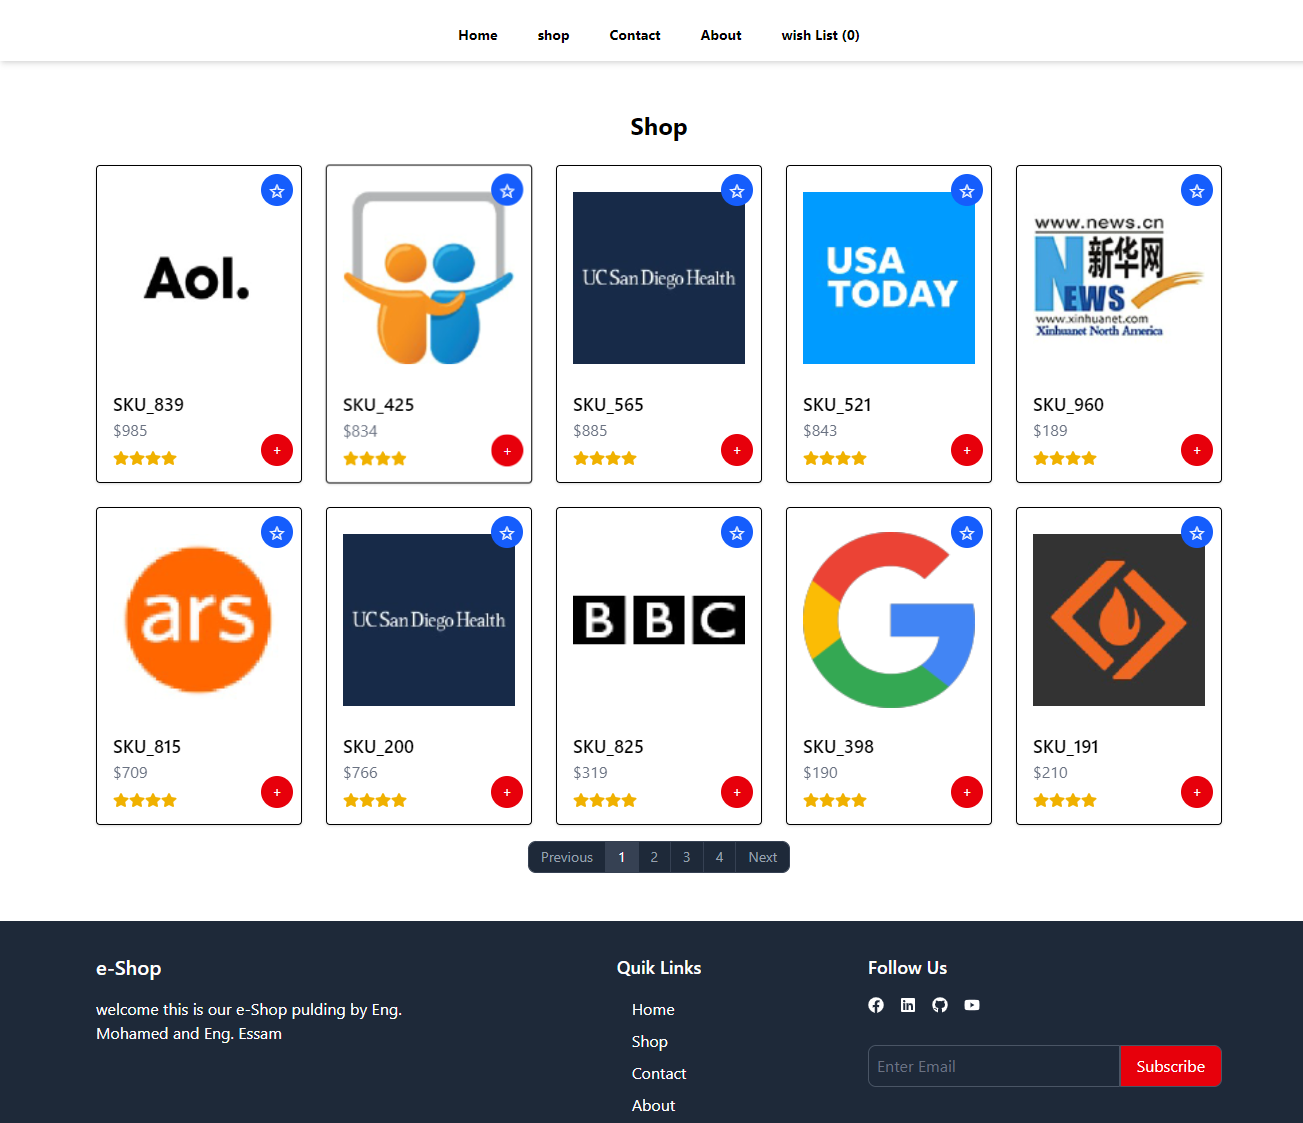 Home shop Contact About wish List (0)
Shop
Aol.
SKU_839
$985
+
SKU_425
$834
+
UC San Diego Health
SKU_565
$885
+
USA
TODAY
SKU_521
$843
+
www.news.cn
新华网
NEWS
www.xinhuanet.com
Xinhuanet North America
SKU_960
$189
+
ars
SKU_815
$709
+
UC San Diego Health
SKU_200
$766
+
BBC
SKU_825
$319
+
G
SKU_398
$190
+
SKU_191
$210
+
Previous 1 2 3 4 Next
e-Shop
welcome this is our e-Shop pulding by Eng.
Mohamed and Eng. Essam
Quik Links
Home
Shop
Contact
About
Follow Us
in
Enter Email Subscribe